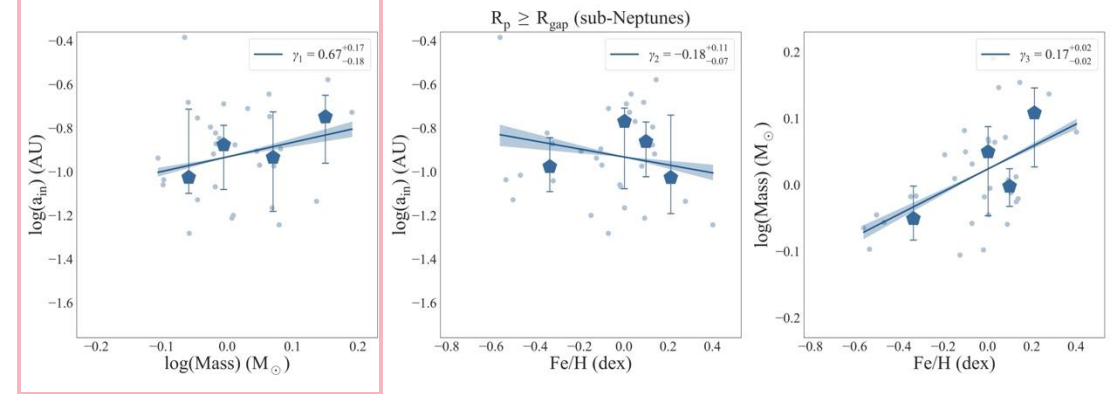 R_p ≥ R_gap (sub-Neptunes)
γ₁ = 0.67 +0.17 −0.18
−0.4
−0.6
−0.8
−1.0
−1.2
−1.4
−1.6
log(a_in) (AU)
−0.2 −0.1 0.0 0.1 0.2
log(Mass) (M_⊙)
γ₂ = −0.18 +0.11 −0.07
−0.4
−0.6
−0.8
−1.0
−1.2
−1.4
−1.6
log(a_in) (AU)
−0.8 −0.6 −0.4 −0.2 0.0 0.2 0.4
Fe/H (dex)
γ₃ = 0.17 +0.02 −0.02
0.2
0.1
0.0
−0.1
−0.2
log(Mass) (M_⊙)
−0.8 −0.6 −0.4 −0.2 0.0 0.2 0.4
Fe/H (dex)